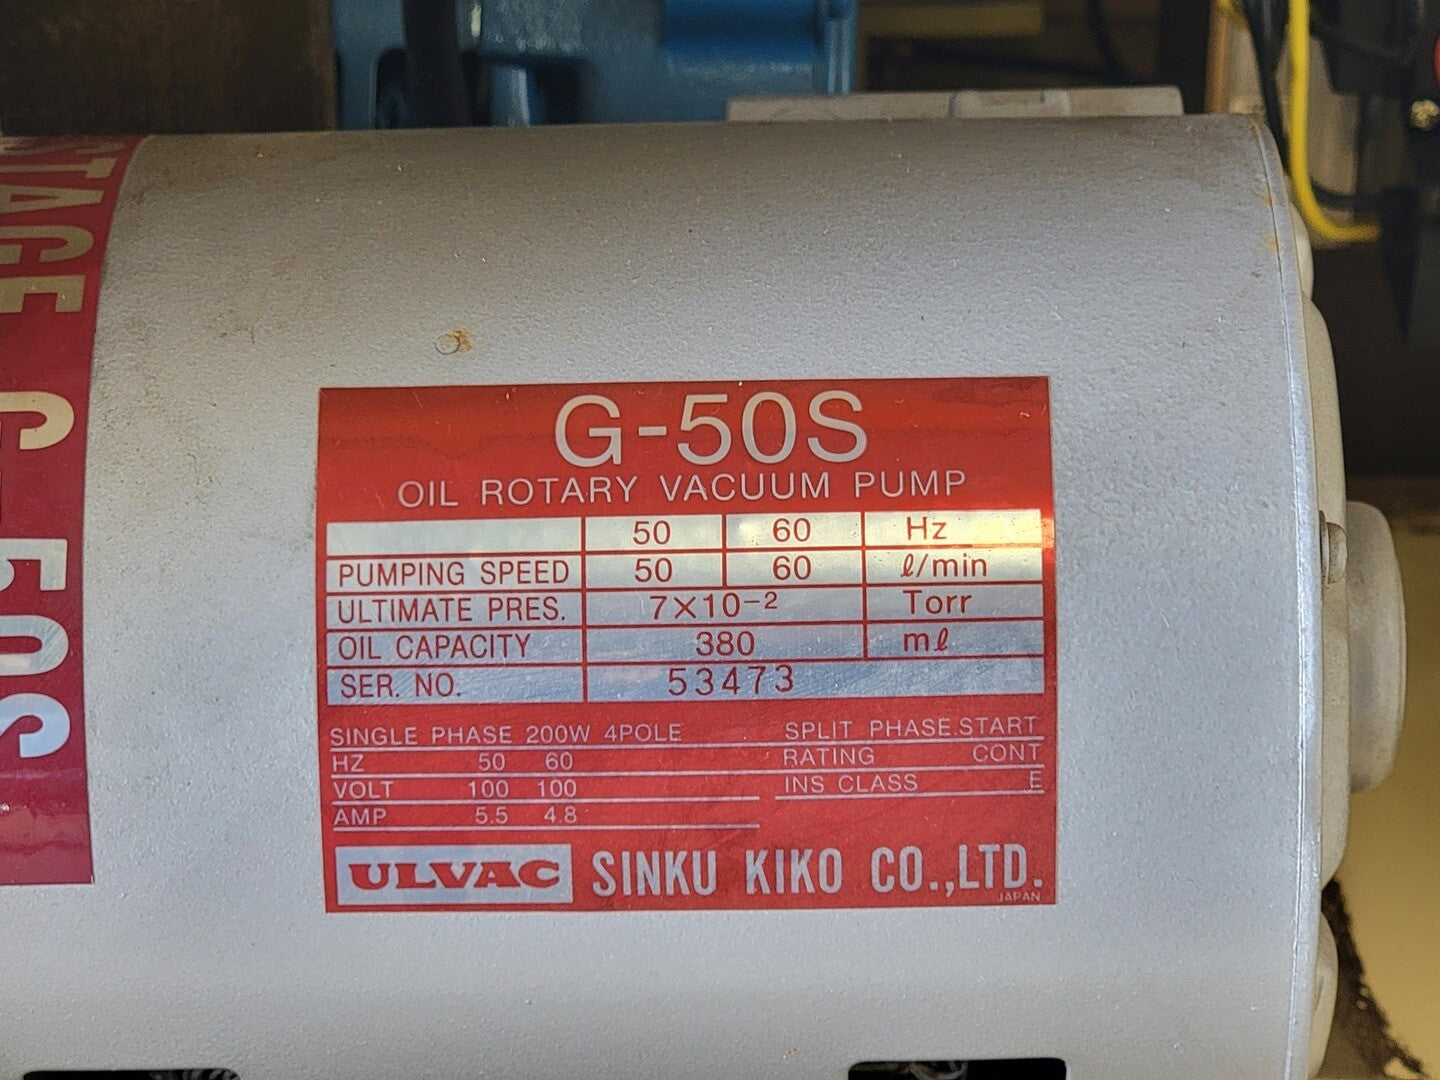 STAGE G-50S
G-50S
OIL ROTARY VACUUM PUMP
50 60 Hz
PUMPING SPEED 50 60 ℓ/min
ULTIMATE PRES. 7×10⁻² Torr
OIL CAPACITY 380 mℓ
SER. NO. 53473
SINGLE PHASE 200W 4POLE
HZ 50 60
VOLT 100 100
AMP 5.5 4.8
SPLIT PHASE.START
RATING CONT
INS CLASS E
ULVAC SINKU KIKO CO.,LTD.
JAPAN